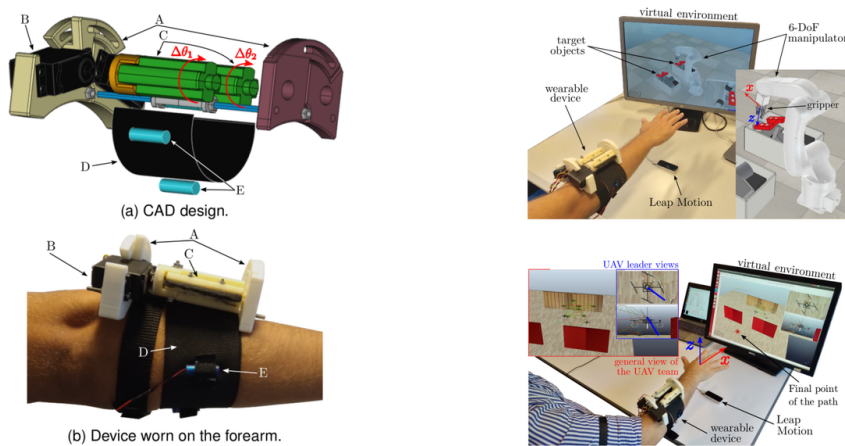 A
B
C
Δθ1
Δθ2
D
E
(a) CAD design.
A
B
C
D
E
(b) Device worn on the forearm.
virtual environment
6-DoF
manipulator
target
objects
x
gripper
z
wearable
device
Leap Motion
UAV leader views
virtual environment
z
x
general view of
the UAV team
Final point
of the path
Leap
Motion
wearable
device